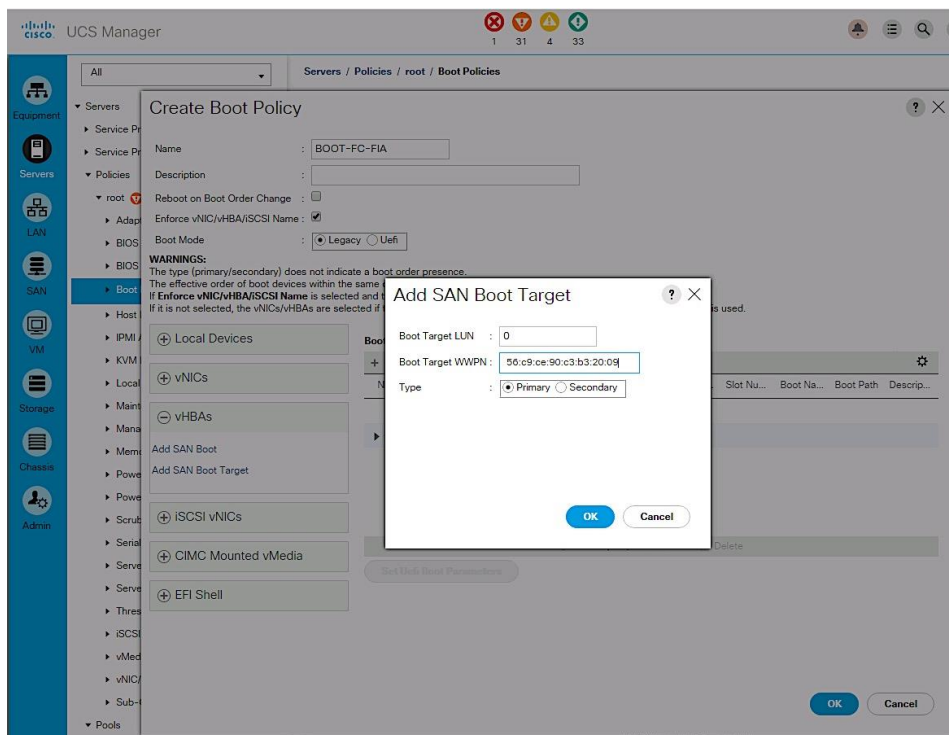 CISCO. UCS Manager
1 31 4 33
All
Servers / Policies / root / Boot Policies
Equipment
Servers
LAN
SAN
VM
Storage
Chassis
Admin
Servers
Service Pr
Service Pr
Policies
root
Adap
BIOS
BIOS
Boot
Host
IPMI
KVM
Local
Maint
Mana
Mem
Powe
Powe
Scrub
Serial
Serve
Serve
Thres
iSCSI
vMed
vNIC/
Sub-
Pools
Create Boot Policy
Name : BOOT-FC-FIA
Description :
Reboot on Boot Order Change :
Enforce vNIC/vHBA/iSCSI Name :
Boot Mode : Legacy Uefi
WARNINGS:
The type (primary/secondary) does not indicate a boot order presence.
The effective order of boot devices within the same
If Enforce vNIC/vHBA/iSCSI Name is selected and t
If it is not selected, the vNICs/vHBAs are selected if is used.
Local Devices
vNICs
vHBAs
Add SAN Boot
Add SAN Boot Target
iSCSI vNICs
CIMC Mounted vMedia
EFI Shell
Boo
+
N Slot Nu... Boot Na... Boot Path Descrip...
Delete
Set Uefi Boot Parameters
Add SAN Boot Target
? ×
Boot Target LUN : 0
Boot Target WWPN : 56:c9:ce:90:c3:b3:20:09
Type : Primary Secondary
OK Cancel
OK Cancel